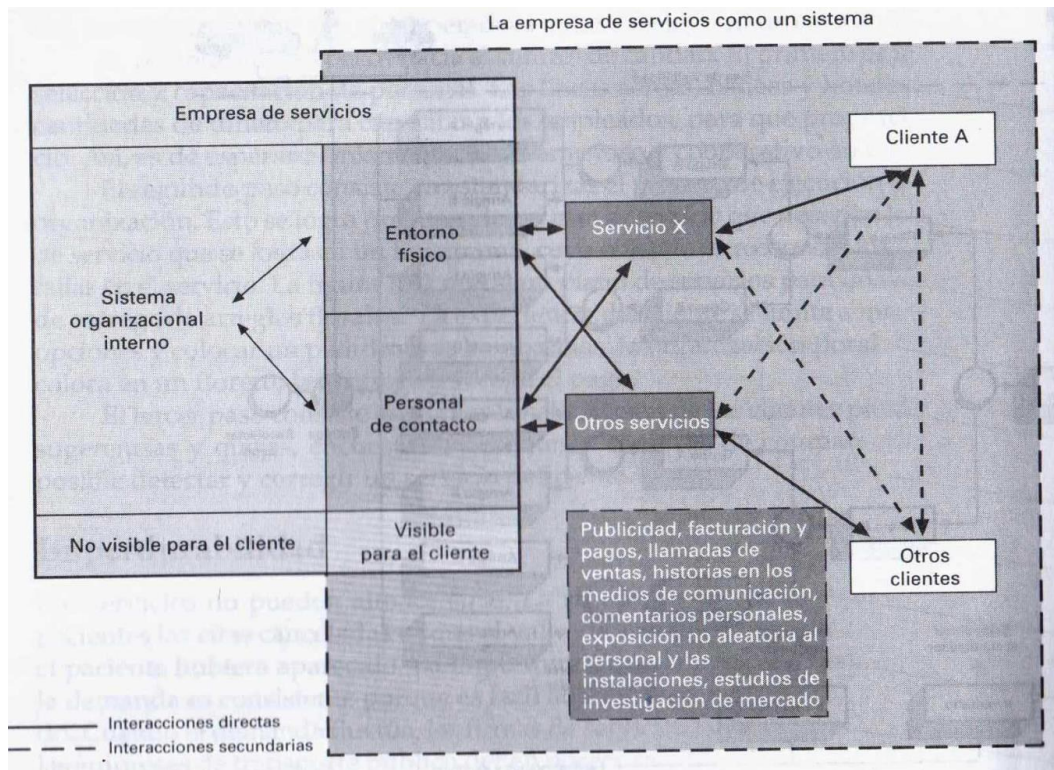 La empresa de servicios como un sistema
Empresa de servicios
Cliente A
Servicio X
Entorno
físico
Sistema
organizacional
interno
Personal
de contacto
Otros servicios
No visible para el cliente
Visible
para el cliente
Publicidad, facturación y
pagos, llamadas de
ventas, historias en los
medios de comunicación,
comentarios personales,
exposición no aleatoria al
personal y las
instalaciones, estudios de
investigación de mercado
Otros
clientes
Interacciones directas
Interacciones secundarias